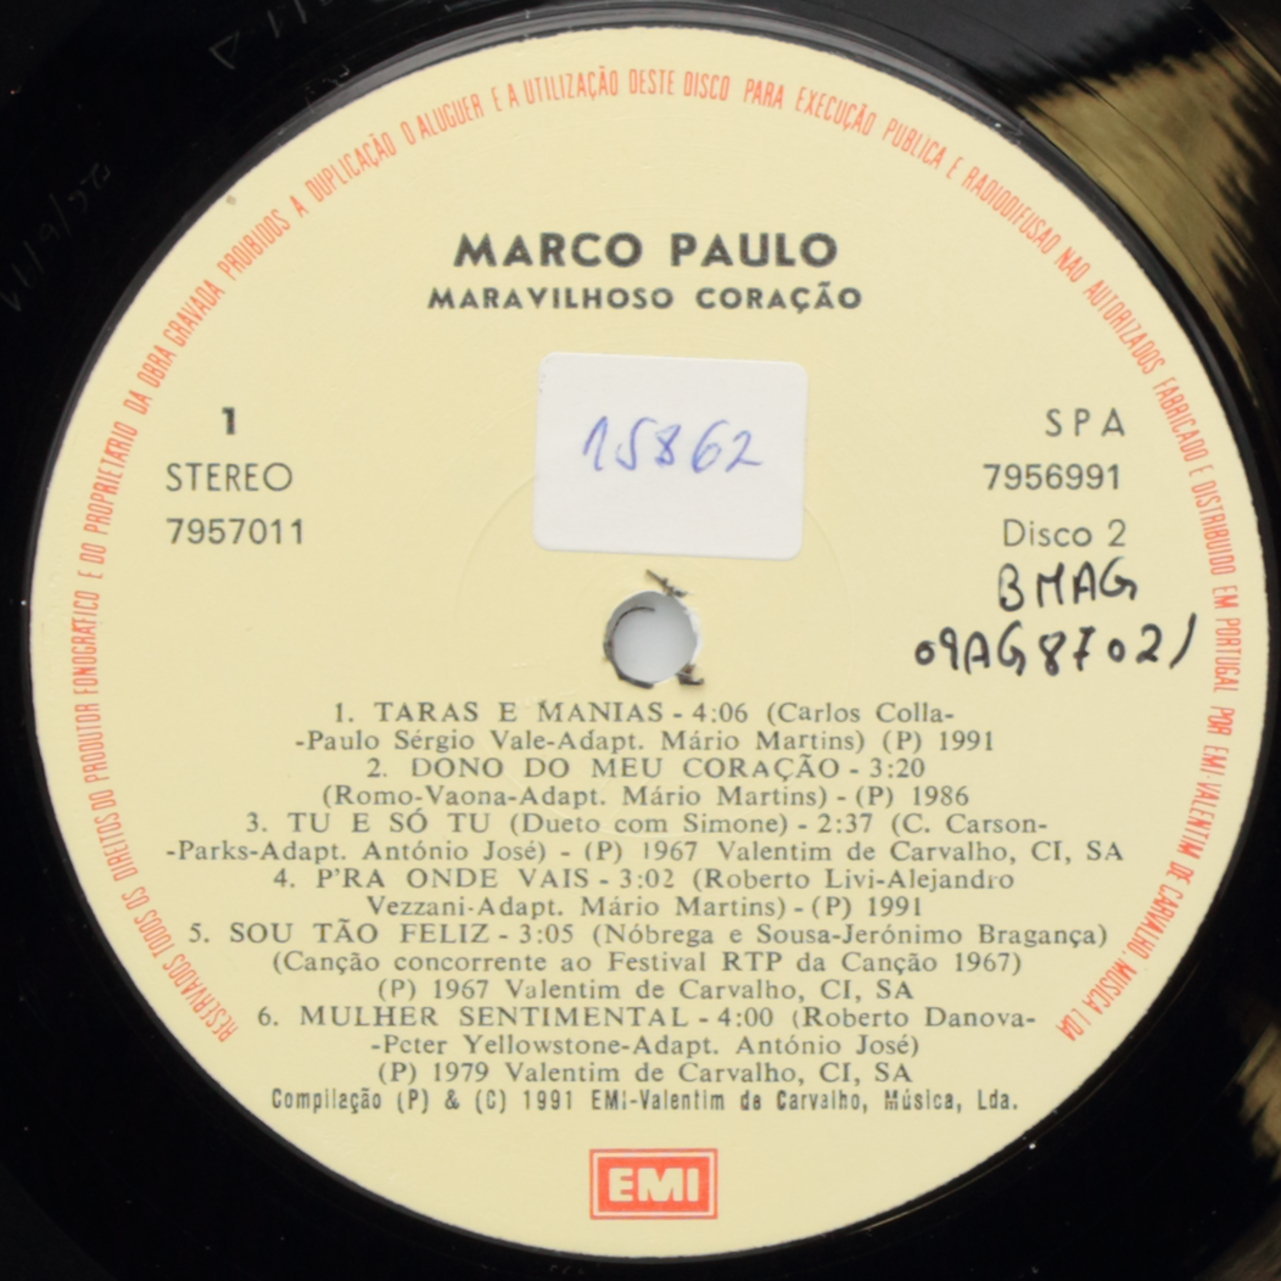 RESERVADOS TODOS OS DIREITOS DO PRODUTOR FONOGRÁFICO E DO PROPRIETÁRIO DA OBRA GRAVADA PROIBIDOS A DUPLICAÇÃO O ALUGUER E A UTILIZAÇÃO DESTE DISCO PARA EXECUÇÃO PUBLICA E RADIODIFUSAO NAO AUTORIZADOS FABRICADO E DISTRIBUIDO EM PORTUGAL POR EMI-VALENTIM DE CARVALHO, MUSICA LDA
MARCO PAULO
MARAVILHOSO CORAÇÃO
15862
1
STEREO
7957011
SPA
7956991
Disco 2
BMAG
09AG87021
1. TARAS E MANIAS - 4:06 (Carlos Colla-
-Paulo Sérgio Vale-Adapt. Mário Martins) (P) 1991
2. DONO DO MEU CORAÇÃO - 3:20
(Romo-Vaona-Adapt. Mário Martins) - (P) 1986
3. TU E SÓ TU (Dueto com Simone) - 2:37 (C. Carson-
-Parks-Adapt. António José) - (P) 1967 Valentim de Carvalho, CI, SA
4. P'RA ONDE VAIS - 3:02 (Roberto Livi-Alejandro
Vezzani-Adapt. Mário Martins) - (P) 1991
5. SOU TÃO FELIZ - 3:05 (Nóbrega e Sousa-Jerónimo Bragança)
(Canção concorrente ao Festival RTP da Canção 1967)
(P) 1967 Valentim de Carvalho, CI, SA
6. MULHER SENTIMENTAL - 4:00 (Roberto Danova-
-Peter Yellowstone-Adapt. António José)
(P) 1979 Valentim de Carvalho, CI, SA
Compilação (P) & (C) 1991 EMI-Valentim de Carvalho, Música, Lda.
EMI